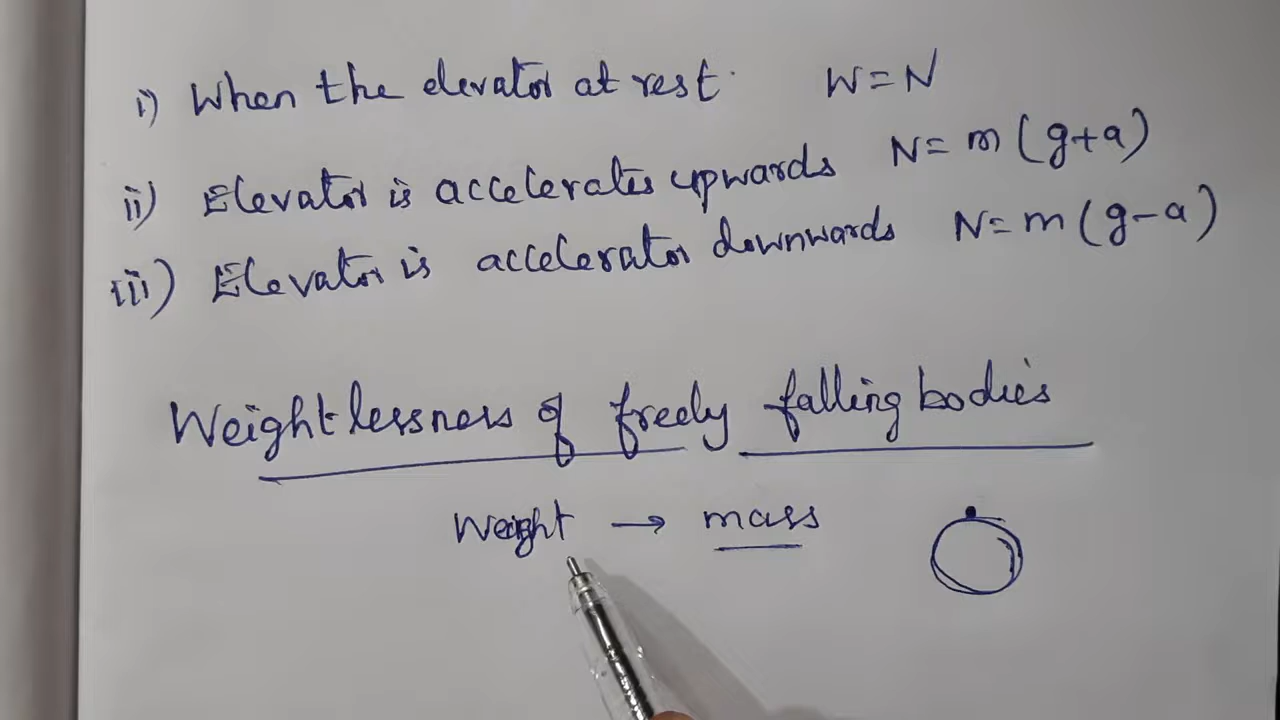 i) When the elevator at rest. W = N
ii) Elevator is accelerates upwards N = m (g+a)
iii) Elevator is accelerator downwards N = m (g-a)
Weightlessness of freely falling bodies
Weight → mass